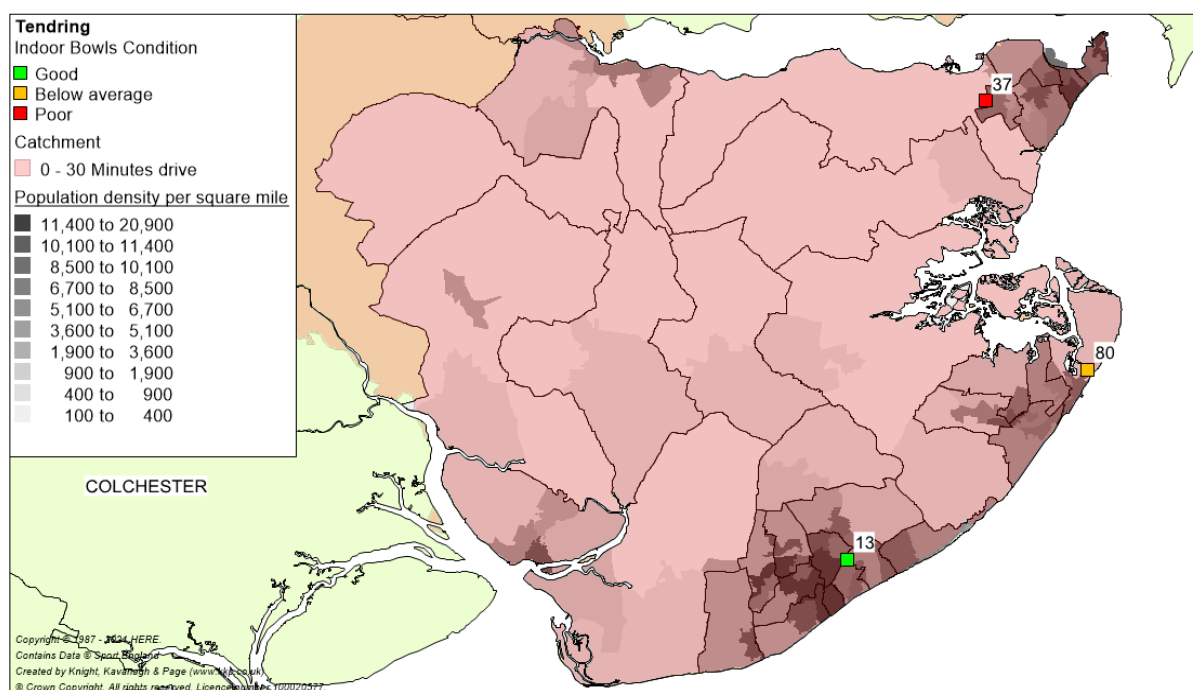 Tendring
Indoor Bowls Condition
Good
Below average
Poor
Catchment
0 - 30 Minutes drive
Population density per square mile
11,400 to 20,900
10,100 to 11,400
8,500 to 10,100
6,700 to 8,500
5,100 to 6,700
3,600 to 5,100
1,900 to 3,600
900 to 1,900
400 to 900
100 to 400
37
80
COLCHESTER
13
Copyright © 1987 - 2021 HERE.
Contains Data © Sport England
Created by Knight, Kavanagh & Page (www.kkp.co.uk)
© Crown Copyright. All rights reserved. Licence number 100020577.